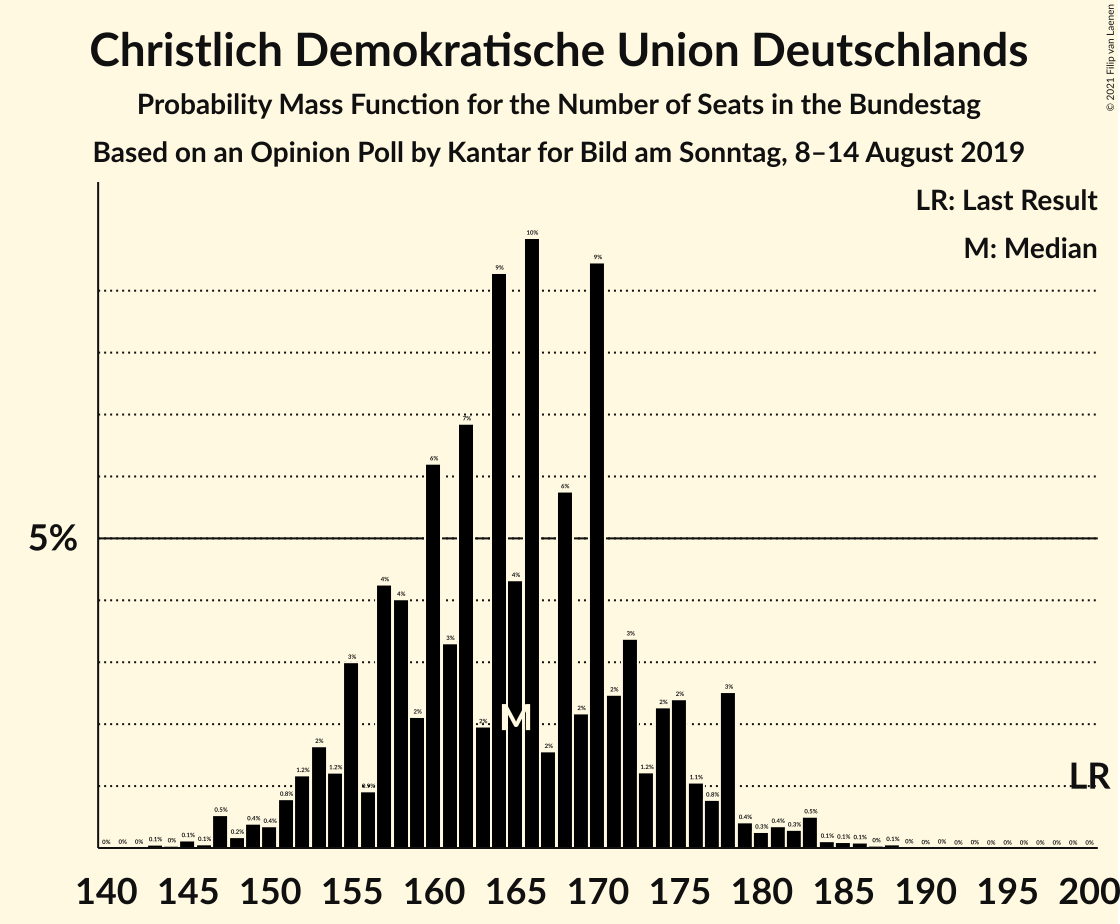 Christlich Demokratische Union Deutschlands
Probability Mass Function for the Number of Seats in the Bundestag
Based on an Opinion Poll by Kantar for Bild am Sonntag, 8–14 August 2019
© 2021 Filip van Laenen
LR: Last Result
M: Median
5%
0% 0% 0% 0.1% 0% 0.1% 0.1% 0.5% 0.2% 0.4% 0.4% 0.8% 1.2% 2% 1.2% 3% 0.9% 4% 4% 2% 6% 3% 7% 2% 9% 4% 10% 2% 6% 2% 9% 2% 3% 1.2% 2% 2% 1.1% 0.8% 3% 0.4% 0.3% 0.4% 0.3% 0.5% 0.1% 0.1% 0.1% 0% 0.1% 0% 0% 0% 0% 0% 0% 0% 0% 0% 0% 0% 0%
M
LR
140 145 150 155 160 165 170 175 180 185 190 195 200